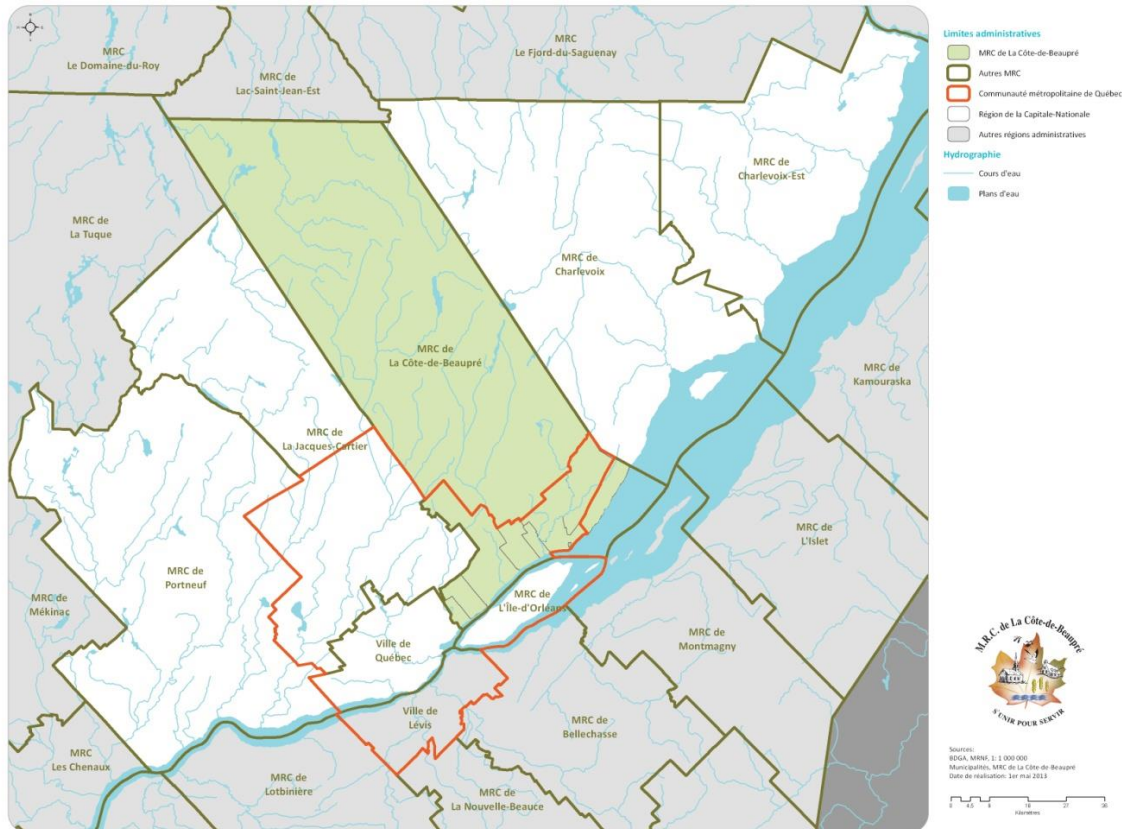 MRC
Le Domaine-du-Roy
MRC de
Lac-Saint-Jean-Est
MRC
Le Fjord-du-Saguenay
MRC de
Charlevoix-Est
MRC de
La Tuque
MRC de
Charlevoix
MRC de
La Côte-de-Beaupré
MRC de
Kamouraska
MRC de
La Jacques-Cartier
MRC de
L'Islet
MRC de
Portneuf
MRC de
Mékinac
MRC de
L'Île-d'Orléans
Ville de
Québec
MRC de
Montmagny
Ville de
Lévis
MRC de
Bellechasse
MRC
Les Chenaux
MRC de
Lotbinière
MRC de
La Nouvelle-Beauce
Limites administratives
MRC de La Côte-de-Beaupré
Autres MRC
Communauté métropolitaine de Québec
Région de la Capitale-Nationale
Autres régions administratives
Hydrographie
Cours d'eau
Plans d'eau
M.R.C. de La Côte-de-Beaupré
S'UNIR POUR SERVIR
Sources:
BDGA, MRNF, 1: 1 000 000
Municipalités, MRC de La Côte de Beaupré
Date de réalisation: 1er mai 2013
0 4,5 9 18 27 36
Kilomètres